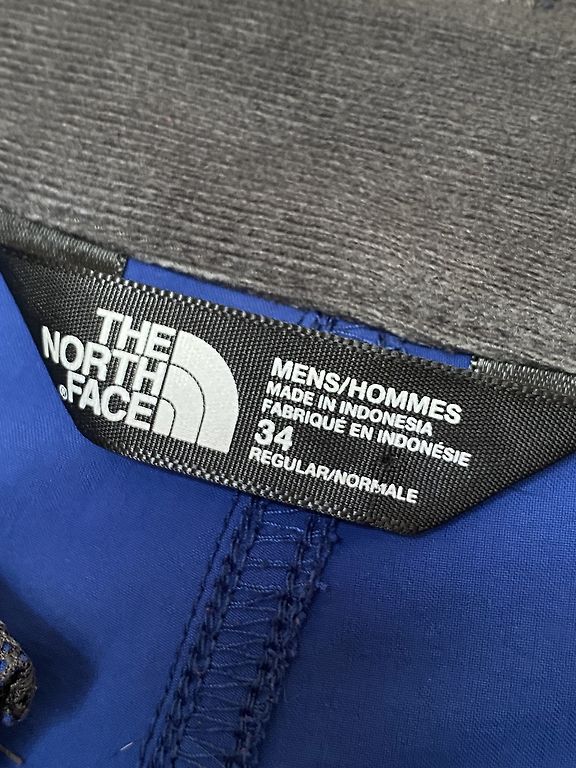 THE
NORTH
FACE®
MENS/HOMMES
MADE IN INDONESIA
FABRIQUÉ EN INDONÉSIE
34
REGULAR/NORMALE